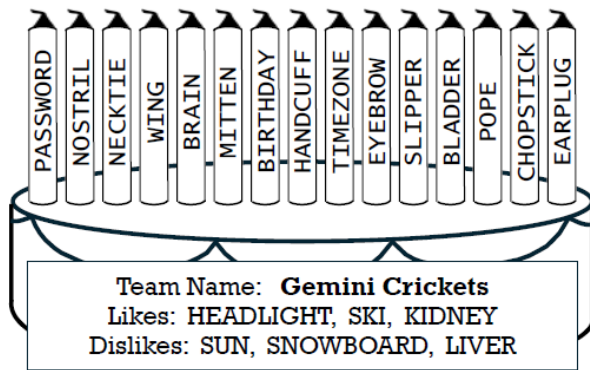 PASSWORD
NOSTRIL
NECKTIE
WING
BRAIN
MITTEN
BIRTHDAY
HANDCUFF
TIMEZONE
EYEBROW
SLIPPER
BLADDER
POPE
CHOPSTICK
EARPLUG
Team Name: Gemini Crickets
Likes: HEADLIGHT, SKI, KIDNEY
Dislikes: SUN, SNOWBOARD, LIVER